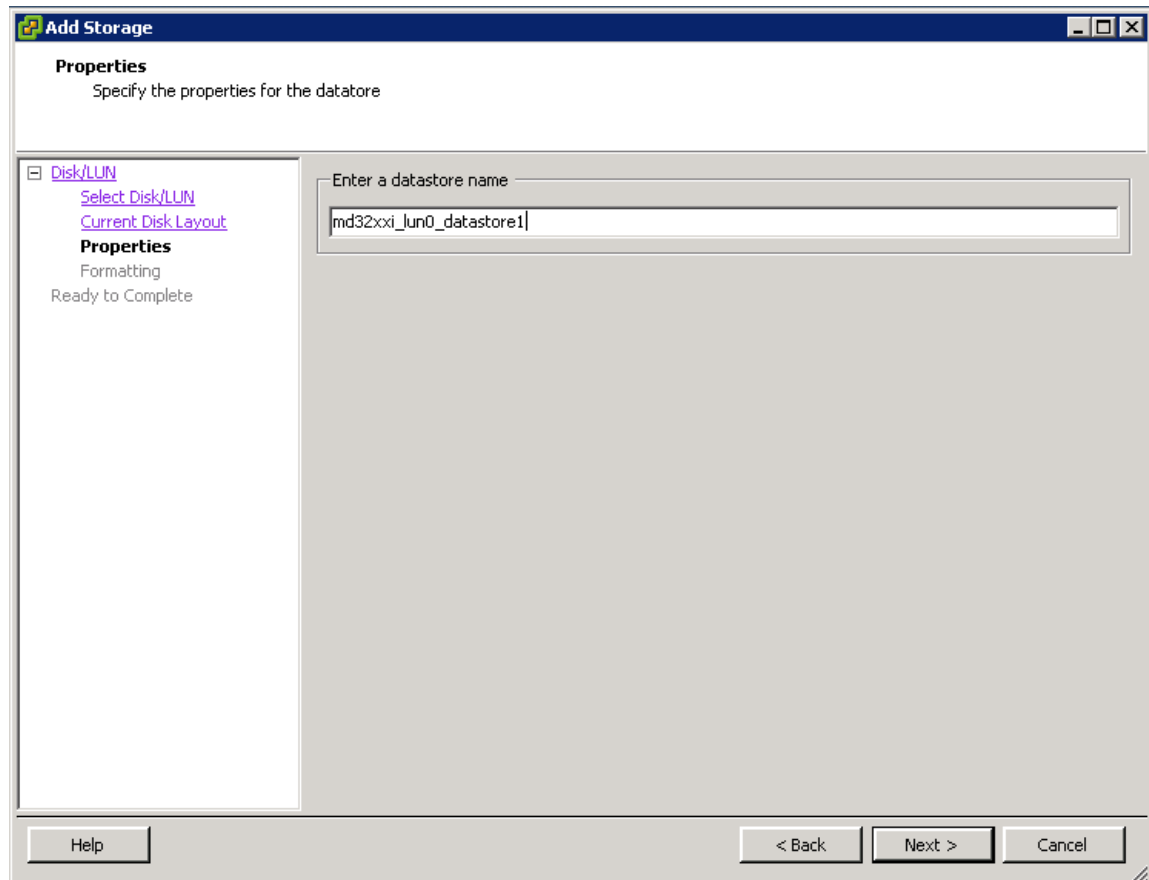 Add Storage
Properties
Specify the properties for the datatore
Disk/LUN
Select Disk/LUN
Current Disk Layout
Properties
Formatting
Ready to Complete
Enter a datastore name
md32xxi_lun0_datastore1
Help
< Back
Next >
Cancel